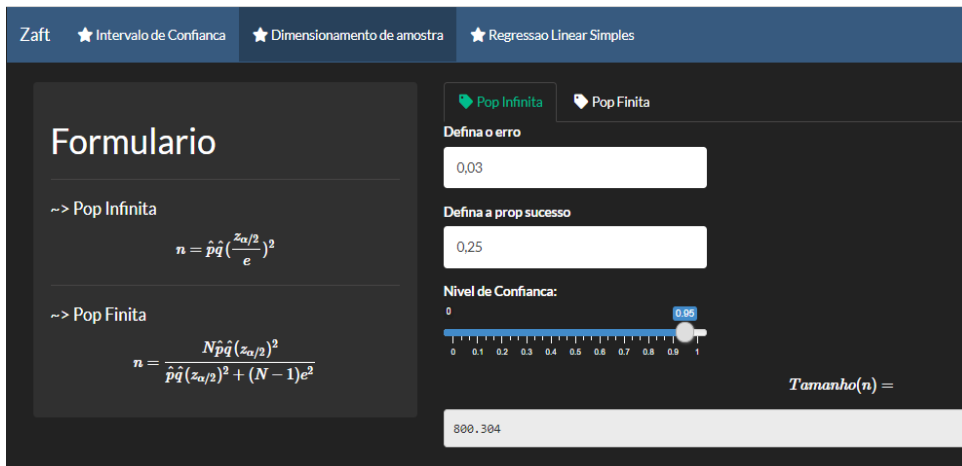 Zaft Intervalo de Confianca Dimensionamento de amostra Regressao Linear Simples
Formulario
~> Pop Infinita
n = p̂q̂(z_{α/2}/e)²
~> Pop Finita
n = Np̂q̂(z_{α/2})² / p̂q̂(z_{α/2})² + (N − 1)e²
Pop Infinita Pop Finita
Defina o erro
0,03
Defina a prop sucesso
0,25
Nivel de Confianca:
0 0.95
0 0.1 0.2 0.3 0.4 0.5 0.6 0.7 0.8 0.9 1
Tamanho(n) =
800.304